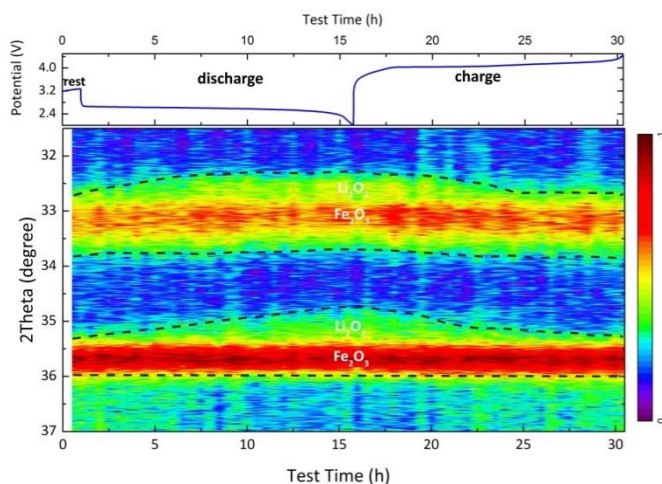 Test Time (h)
0 5 10 15 20 25 30
Potential (V)
4.0
3.2
2.4
rest
discharge
charge
2Theta (degree)
32
33
34
35
36
37
Li₂O₂
Fe₂O₃
Li₂O₂
Fe₂O₃
0 5 10 15 20 25 30
Test Time (h)
1
0